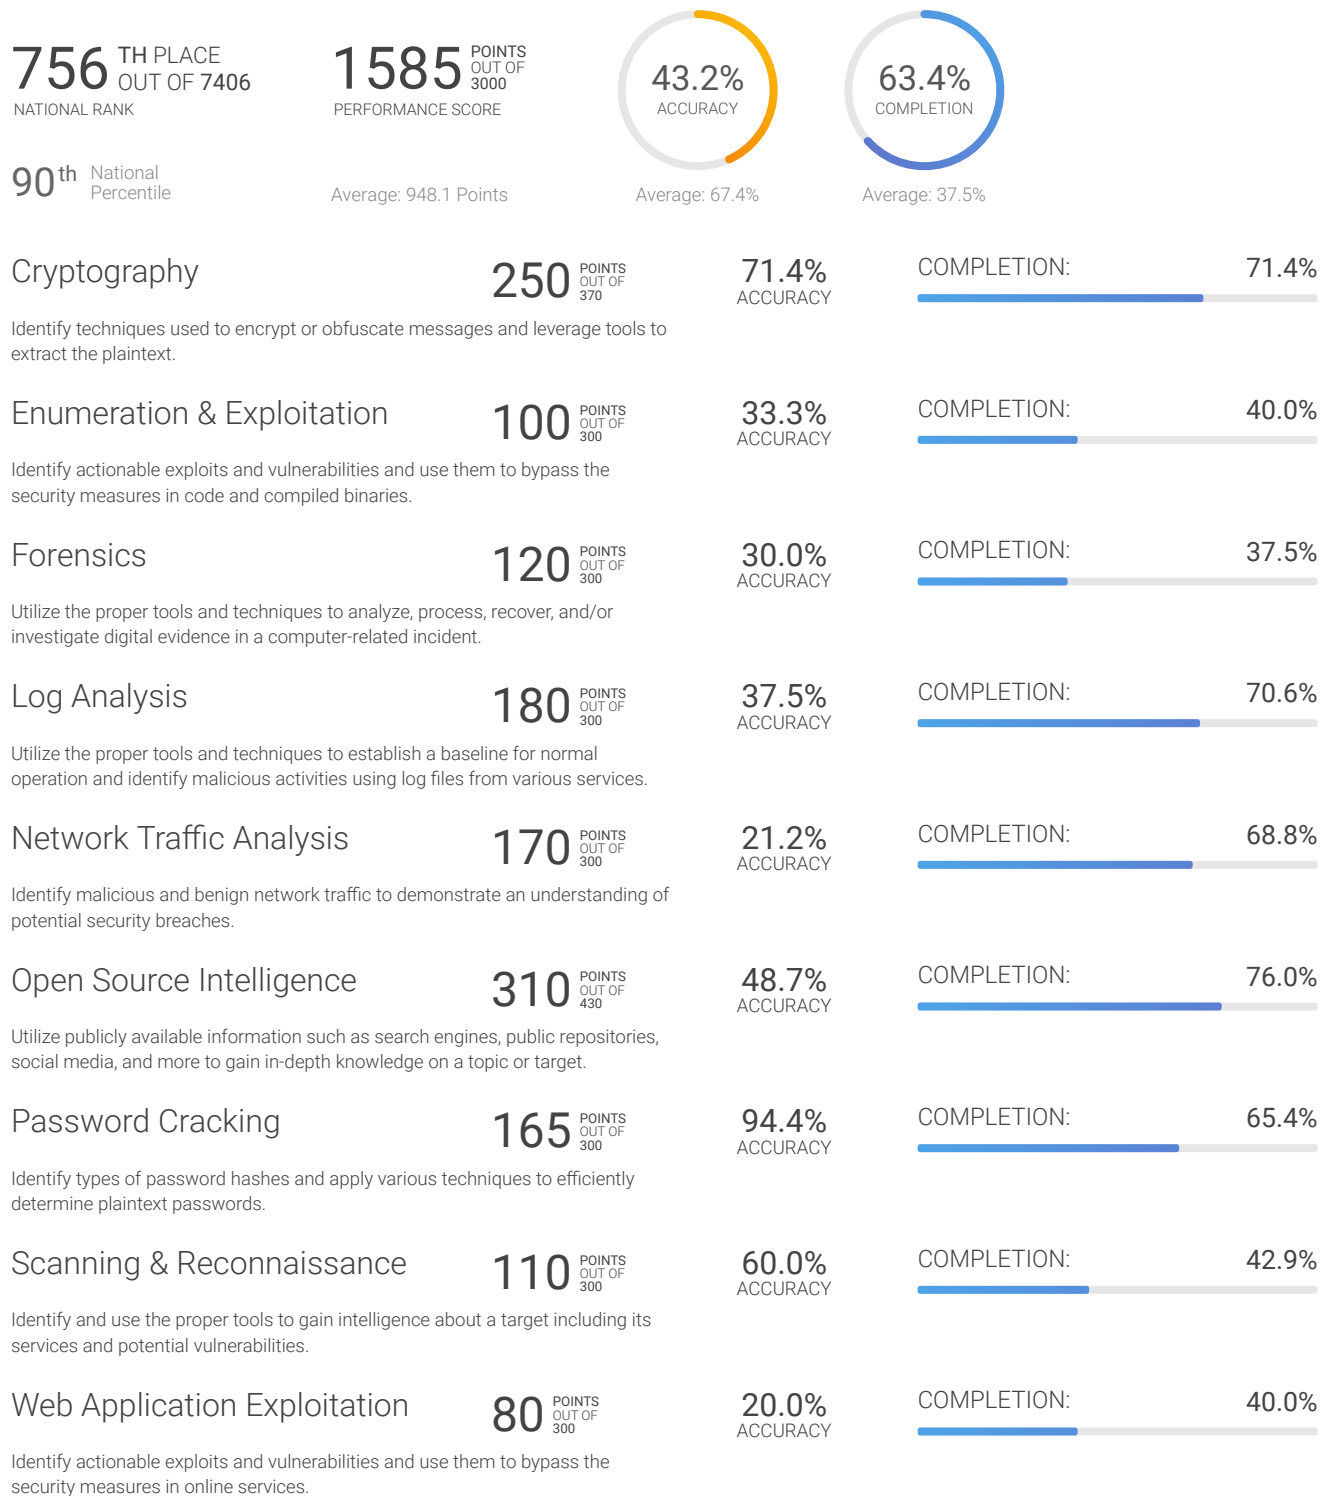 756 TH PLACE
OUT OF 7406
NATIONAL RANK
90th National
Percentile
1585 POINTS
OUT OF
3000
PERFORMANCE SCORE
Average: 948.1 Points
43.2%
ACCURACY
Average: 67.4%
63.4%
COMPLETION
Average: 37.5%
Cryptography
250 POINTS
OUT OF
370
71.4%
ACCURACY
COMPLETION: 71.4%
Identify techniques used to encrypt or obfuscate messages and leverage tools to
extract the plaintext.
Enumeration & Exploitation
100 POINTS
OUT OF
300
33.3%
ACCURACY
COMPLETION: 40.0%
Identify actionable exploits and vulnerabilities and use them to bypass the
security measures in code and compiled binaries.
Forensics
120 POINTS
OUT OF
300
30.0%
ACCURACY
COMPLETION: 37.5%
Utilize the proper tools and techniques to analyze, process, recover, and/or
investigate digital evidence in a computer-related incident.
Log Analysis
180 POINTS
OUT OF
300
37.5%
ACCURACY
COMPLETION: 70.6%
Utilize the proper tools and techniques to establish a baseline for normal
operation and identify malicious activities using log files from various services.
Network Traffic Analysis
170 POINTS
OUT OF
300
21.2%
ACCURACY
COMPLETION: 68.8%
Identify malicious and benign network traffic to demonstrate an understanding of
potential security breaches.
Open Source Intelligence
310 POINTS
OUT OF
430
48.7%
ACCURACY
COMPLETION: 76.0%
Utilize publicly available information such as search engines, public repositories,
social media, and more to gain in-depth knowledge on a topic or target.
Password Cracking
165 POINTS
OUT OF
300
94.4%
ACCURACY
COMPLETION: 65.4%
Identify types of password hashes and apply various techniques to efficiently
determine plaintext passwords.
Scanning & Reconnaissance
110 POINTS
OUT OF
300
60.0%
ACCURACY
COMPLETION: 42.9%
Identify and use the proper tools to gain intelligence about a target including its
services and potential vulnerabilities.
Web Application Exploitation
80 POINTS
OUT OF
300
20.0%
ACCURACY
COMPLETION: 40.0%
Identify actionable exploits and vulnerabilities and use them to bypass the
security measures in online services.